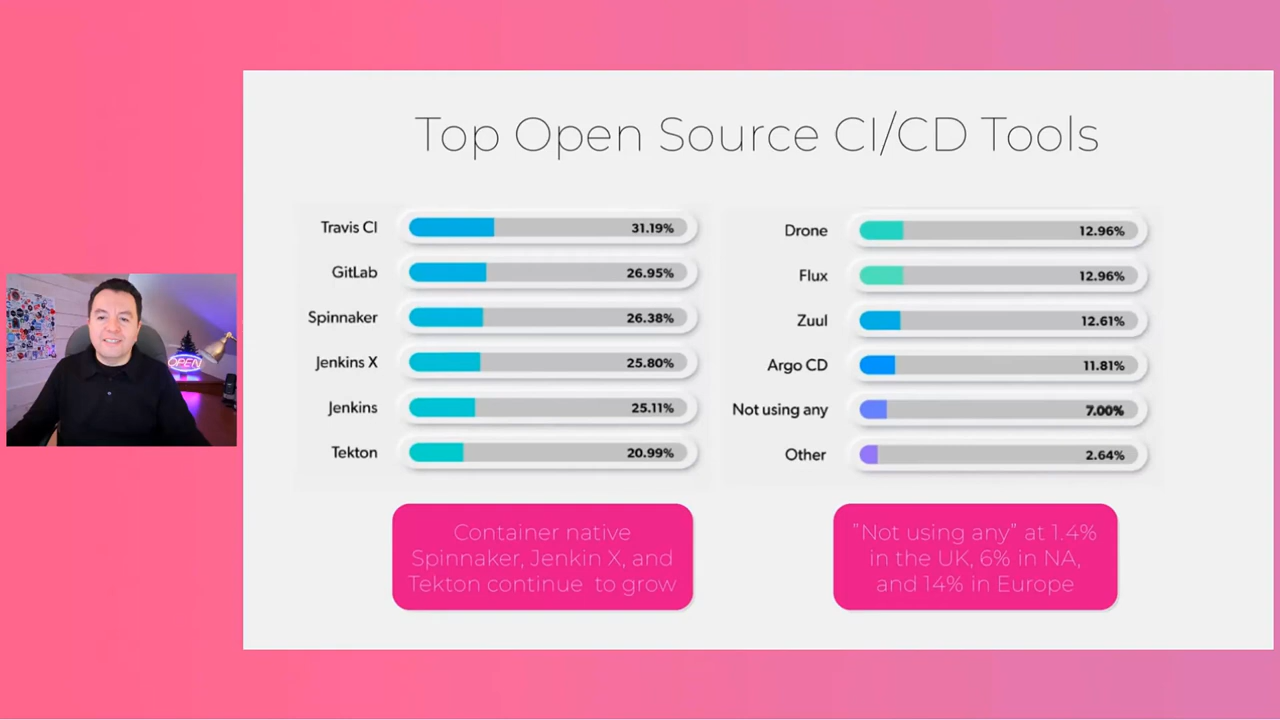 Top Open Source CI/CD Tools
Travis CI 31.19%
GitLab 26.95%
Spinnaker 26.38%
Jenkins X 25.80%
Jenkins 25.11%
Tekton 20.99%
Drone 12.96%
Flux 12.96%
Zuul 12.61%
Argo CD 11.81%
Not using any 7.00%
Other 2.64%
Container native
Spinnaker, Jenkin X, and
Tekton continue to grow
"Not using any" at 1.4%
in the UK, 6% in NA,
and 14% in Europe
OPEN